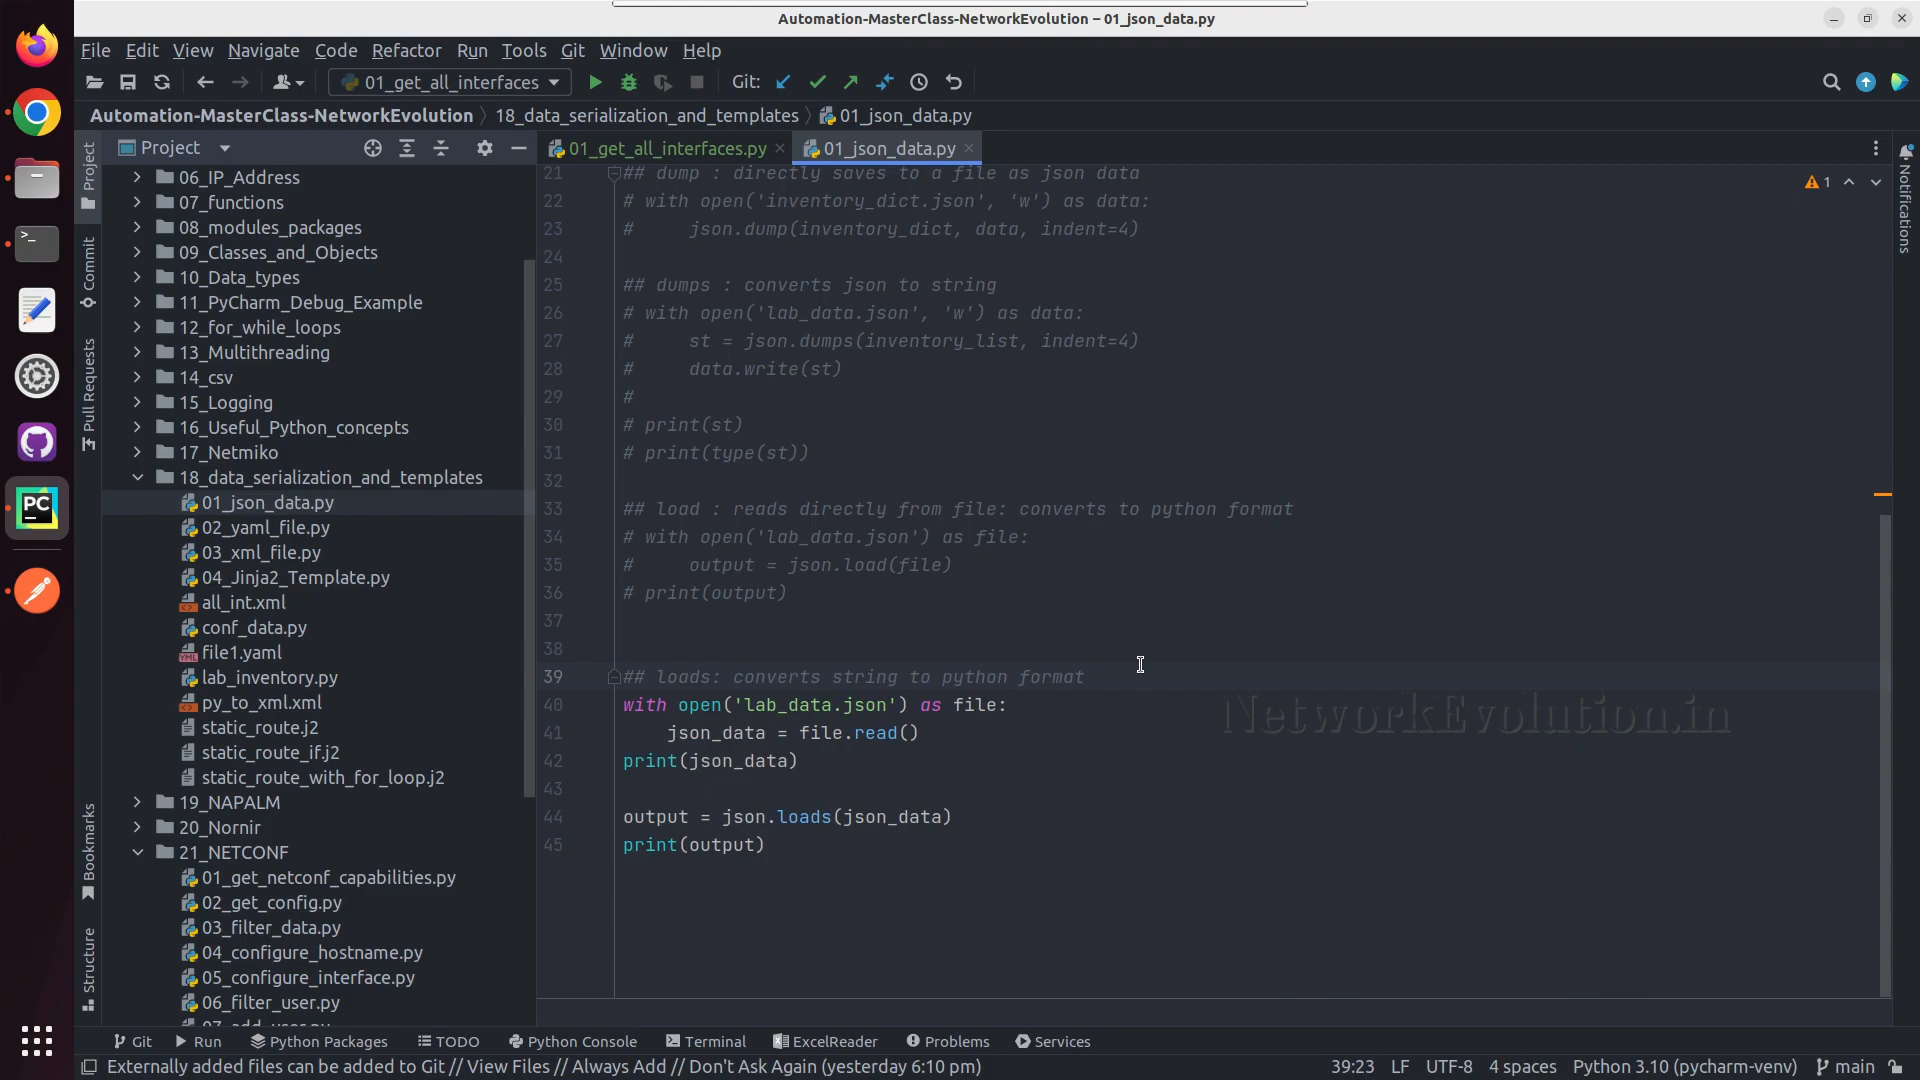 Automation-MasterClass-NetworkEvolution – 01_json_data.py
File Edit View Navigate Code Refactor Run Tools Git Window Help
01_get_all_interfaces Git:
Automation-MasterClass-NetworkEvolution 18_data_serialization_and_templates 01_json_data.py
Project
01_get_all_interfaces.py
01_json_data.py
Project
Commit
Pull Requests
Bookmarks
Structure
Notifications
06_IP_Address
07_functions
08_modules_packages
09_Classes_and_Objects
10_Data_types
11_PyCharm_Debug_Example
12_for_while_loops
13_Multithreading
14_csv
15_Logging
16_Useful_Python_concepts
17_Netmiko
18_data_serialization_and_templates
01_json_data.py
02_yaml_file.py
03_xml_file.py
04_Jinja2_Template.py
all_int.xml
conf_data.py
file1.yaml
lab_inventory.py
py_to_xml.xml
static_route.j2
static_route_if.j2
static_route_with_for_loop.j2
19_NAPALM
20_Nornir
21_NETCONF
01_get_netconf_capabilities.py
02_get_config.py
03_filter_data.py
04_configure_hostname.py
05_configure_interface.py
06_filter_user.py
1
21 ## dump : directly saves to a file as json data
22 # with open('inventory_dict.json', 'w') as data:
23 #     json.dump(inventory_dict, data, indent=4)
24
25 ## dumps : converts json to string
26 # with open('lab_data.json', 'w') as data:
27 #     st = json.dumps(inventory_list, indent=4)
28 #     data.write(st)
29 #
30 # print(st)
31 # print(type(st))
32
33 ## load : reads directly from file: converts to python format
34 # with open('lab_data.json') as file:
35 #     output = json.load(file)
36 # print(output)
37
38
39 ## loads: converts string to python format
40 with open('lab_data.json') as file:
41     json_data = file.read()
42 print(json_data)
43
44 output = json.loads(json_data)
45 print(output)
NetworkEvolution.in
Git Run Python Packages TODO Python Console Terminal ExcelReader Problems Services
Externally added files can be added to Git // View Files // Always Add // Don't Ask Again (yesterday 6:10 pm) 39:23 LF UTF-8 4 spaces Python 3.10 (pycharm-venv) main